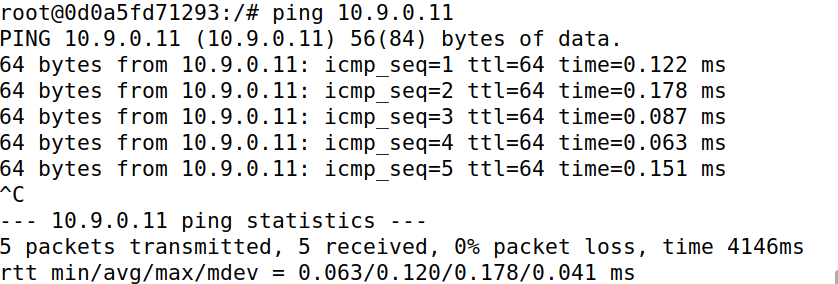 root@0d0a5fd71293:/# ping 10.9.0.11
PING 10.9.0.11 (10.9.0.11) 56(84) bytes of data.
64 bytes from 10.9.0.11: icmp_seq=1 ttl=64 time=0.122 ms
64 bytes from 10.9.0.11: icmp_seq=2 ttl=64 time=0.178 ms
64 bytes from 10.9.0.11: icmp_seq=3 ttl=64 time=0.087 ms
64 bytes from 10.9.0.11: icmp_seq=4 ttl=64 time=0.063 ms
64 bytes from 10.9.0.11: icmp_seq=5 ttl=64 time=0.151 ms
^C
--- 10.9.0.11 ping statistics ---
5 packets transmitted, 5 received, 0% packet loss, time 4146ms
rtt min/avg/max/mdev = 0.063/0.120/0.178/0.041 ms